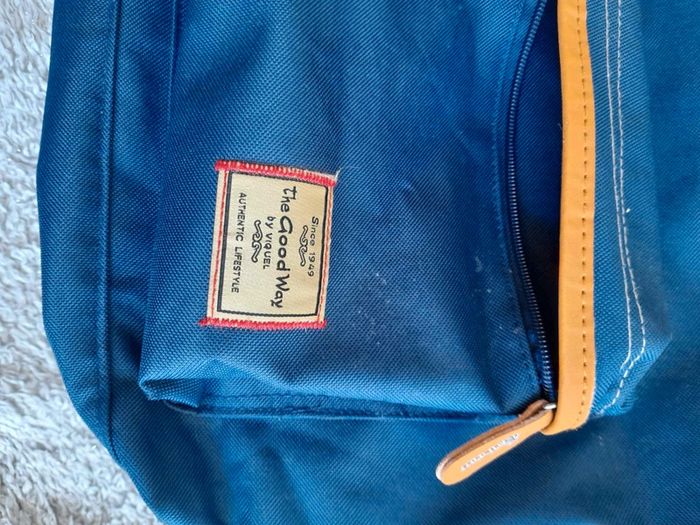 Since 1949
the Good Way
by VIQUEL
AUTHENTIC LIFESTYLE